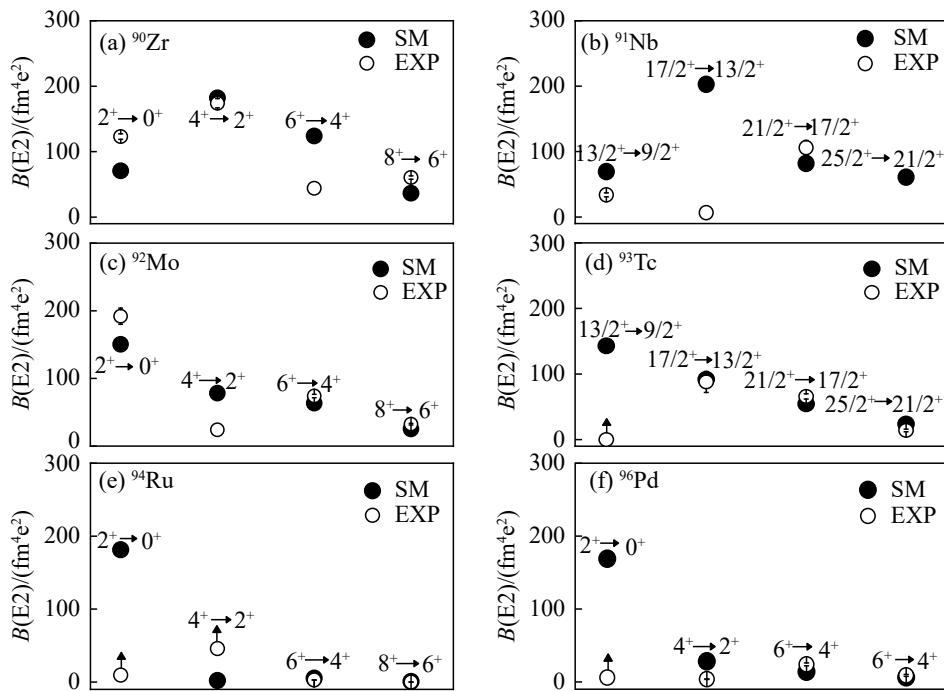 (a) ⁹⁰Zr
SM
EXP
2⁺→0⁺
4⁺→2⁺
6⁺→4⁺
8⁺→6⁺
300
200
100
0
B(E2)/(fm⁴e²)
(b) ⁹¹Nb
SM
EXP
17/2⁺→13/2⁺
13/2⁺→9/2⁺
21/2⁺→17/2⁺
25/2⁺→21/2⁺
300
200
100
0
B(E2)/(fm⁴e²)
(c) ⁹²Mo
SM
EXP
2⁺→0⁺
4⁺→2⁺
6⁺→4⁺
8⁺→6⁺
300
200
100
0
B(E2)/(fm⁴e²)
(d) ⁹³Tc
SM
EXP
13/2⁺→9/2⁺
17/2⁺→13/2⁺
21/2⁺→17/2⁺
25/2⁺→21/2⁺
300
200
100
0
B(E2)/(fm⁴e²)
(e) ⁹⁴Ru
SM
EXP
2⁺→0⁺
4⁺→2⁺
6⁺→4⁺
8⁺→6⁺
300
200
100
0
B(E2)/(fm⁴e²)
(f) ⁹⁶Pd
SM
EXP
2⁺→0⁺
4⁺→2⁺
6⁺→4⁺
6⁺→4⁺
300
200
100
0
B(E2)/(fm⁴e²)